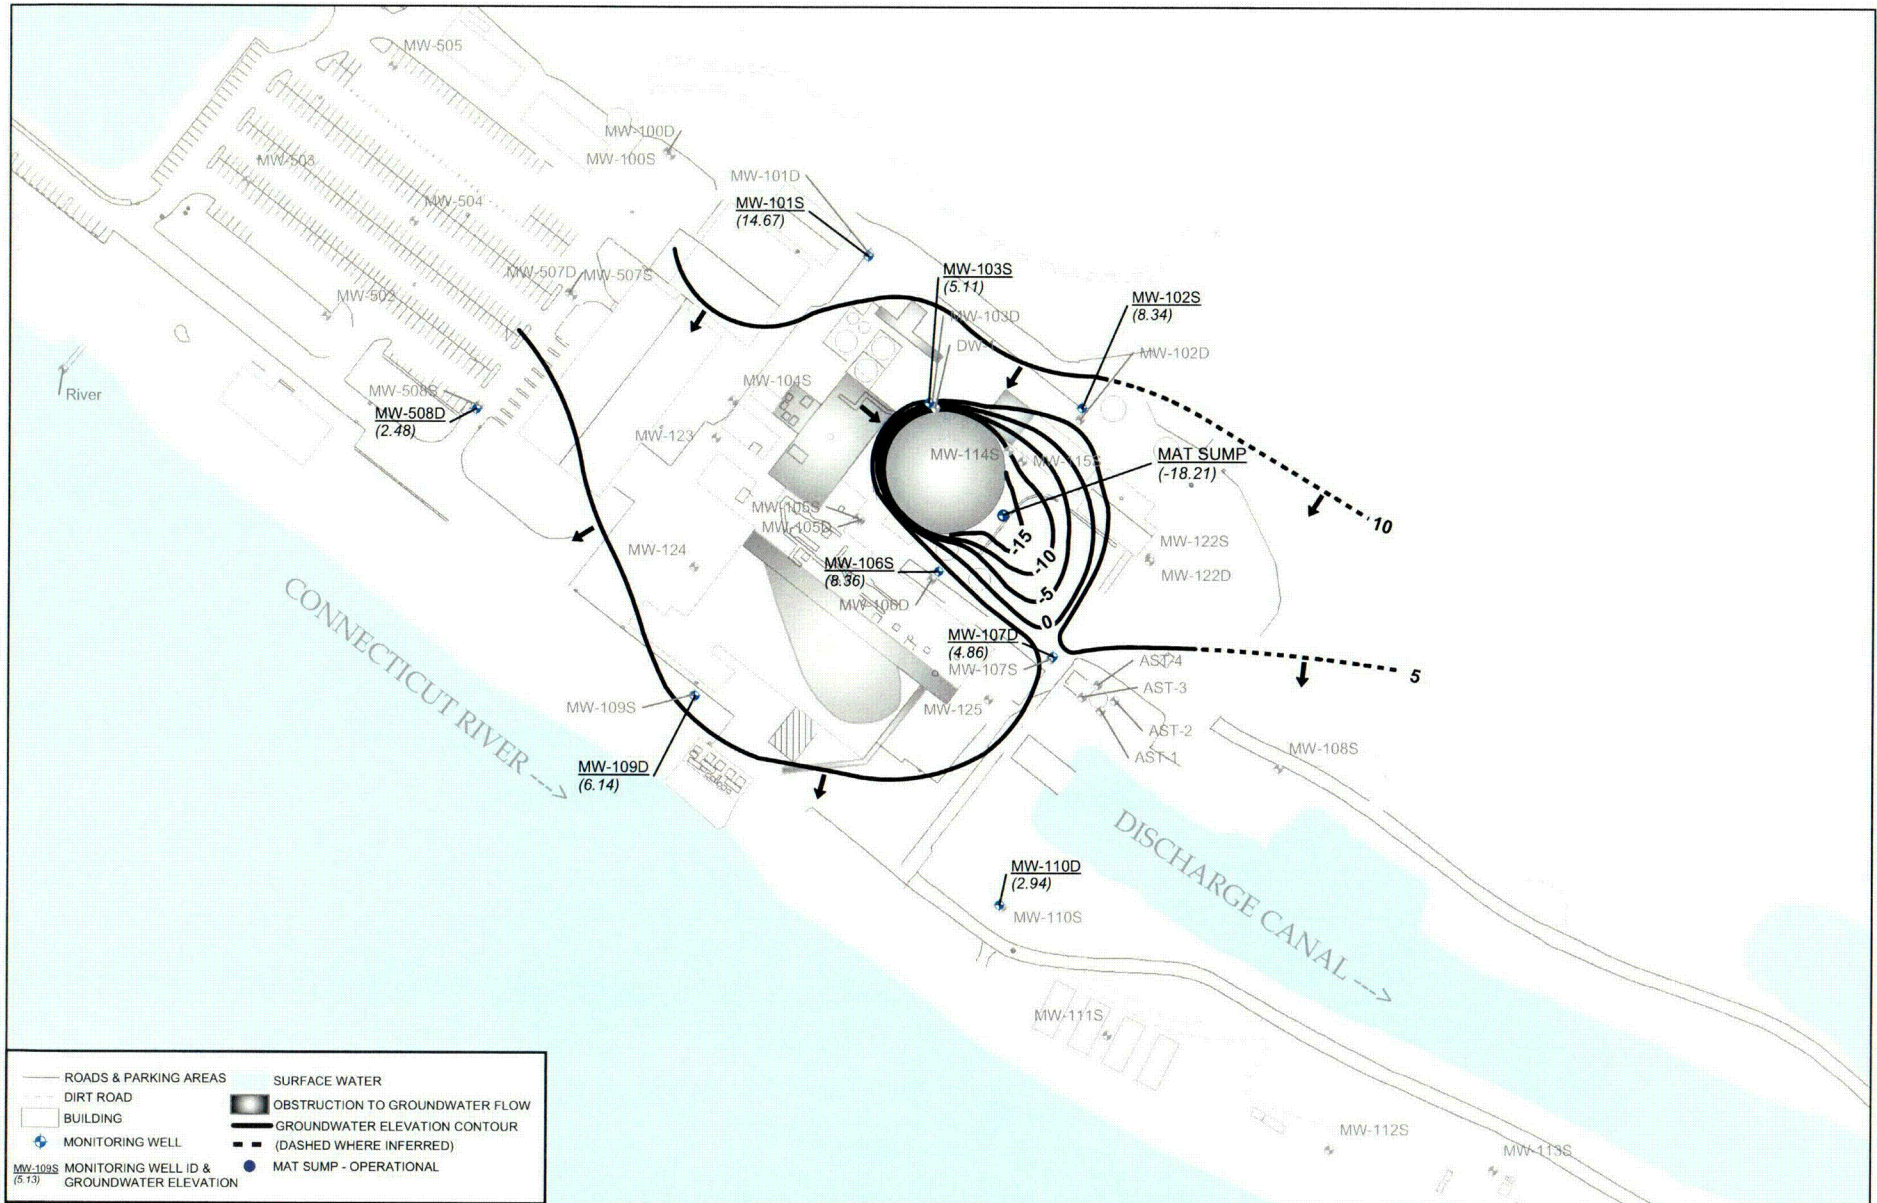 MW-505
MW-100D
MW-100S
MW-503
MW-101D
MW-101S
(14.67)
MW-504
MW-507D
MW-507S
MW-502
MW-103S
(5.11)
MW-103D
MW-102S
(8.34)
MW-102D
River
MW-508S
MW-508D
(2.48)
MW-104S
MW-123
MW-114S
MW-115S
MAT SUMP
(-18.21)
MW-105S
MW-105D
10
-15
-10
-5
0
MW-124
MW-106S
(8.36)
MW-106D
MW-122S
MW-122D
CONNECTICUT RIVER --->
MW-107D
(4.86)
MW-107S
AST-4
AST-3
AST-2
AST-1
5
MW-109S
MW-125
MW-109D
(6.14)
MW-108S
DISCHARGE CANAL --->
MW-110D
(2.94)
MW-110S
MW-111S
MW-112S
MW-113S
ROADS & PARKING AREAS
DIRT ROAD
BUILDING
MONITORING WELL
MW-109S
(5.13)
MONITORING WELL ID &
GROUNDWATER ELEVATION
SURFACE WATER
OBSTRUCTION TO GROUNDWATER FLOW
GROUNDWATER ELEVATION CONTOUR
(DASHED WHERE INFERRED)
MAT SUMP - OPERATIONAL